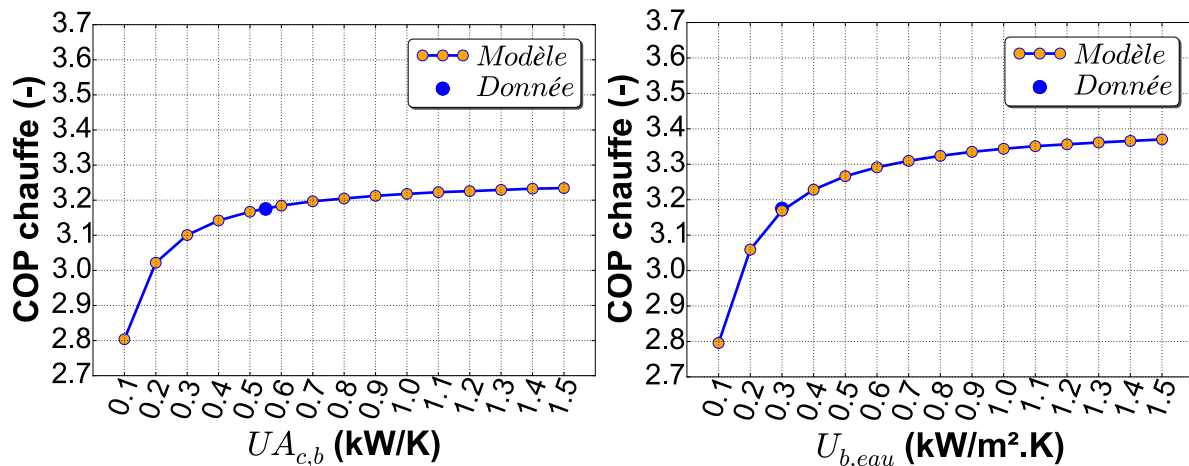 COP chauffe (-)
3.7
3.6
3.5
3.4
3.3
3.2
3.1
3.0
2.9
2.8
2.7
Modèle
Donnée
0.1 0.2 0.3 0.4 0.5 0.6 0.7 0.8 0.9 1.0 1.1 1.2 1.3 1.4 1.5
UA_{c,b} (kW/K)
COP chauffe (-)
3.7
3.6
3.5
3.4
3.3
3.2
3.1
3.0
2.9
2.8
2.7
Modèle
Donnée
0.1 0.2 0.3 0.4 0.5 0.6 0.7 0.8 0.9 1.0 1.1 1.2 1.3 1.4 1.5
U_{b,eau} (kW/m².K)